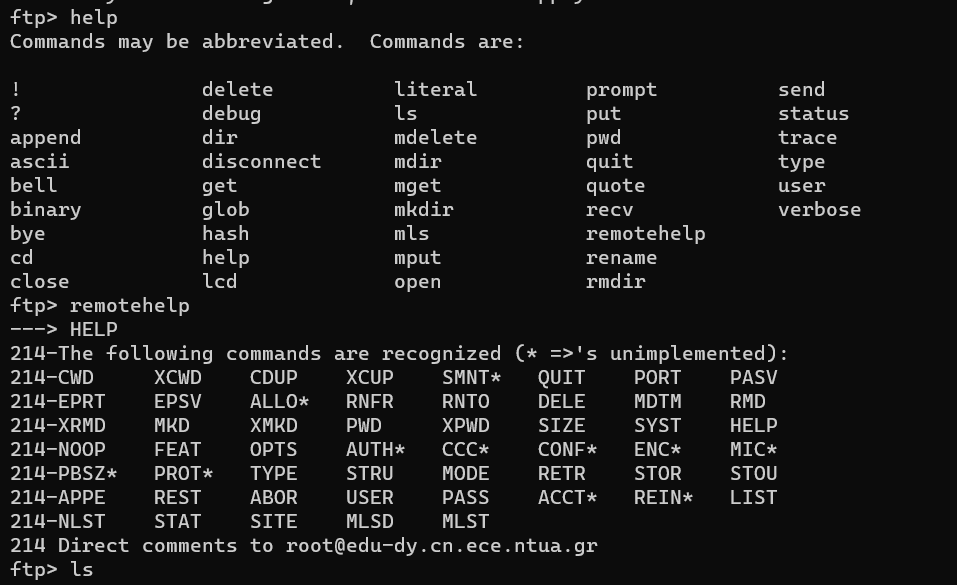 ftp> help
Commands may be abbreviated.  Commands are:

!               delete          literal         prompt          send
?               debug           ls              put             status
append          dir             mdelete         pwd             trace
ascii           disconnect      mdir            quit            type
bell            get             mget            quote           user
binary          glob            mkdir           recv            verbose
bye             hash            mls             remotehelp
cd              help            mput            rename
close           lcd             open            rmdir
ftp> remotehelp
---> HELP
214-The following commands are recognized (* =>'s unimplemented):
214-CWD     XCWD    CDUP    XCUP    SMNT*   QUIT    PORT    PASV
214-EPRT    EPSV    ALLO*   RNFR    RNTO    DELE    MDTM    RMD
214-XRMD    MKD     XMKD    PWD     XPWD    SIZE    SYST    HELP
214-NOOP    FEAT    OPTS    AUTH*   CCC*    CONF*   ENC*    MIC*
214-PBSZ*   PROT*   TYPE    STRU    MODE    RETR    STOR    STOU
214-APPE    REST    ABOR    USER    PASS    ACCT*   REIN*   LIST
214-NLST    STAT    SITE    MLSD    MLST
214 Direct comments to root@edu-dy.cn.ece.ntua.gr
ftp> ls